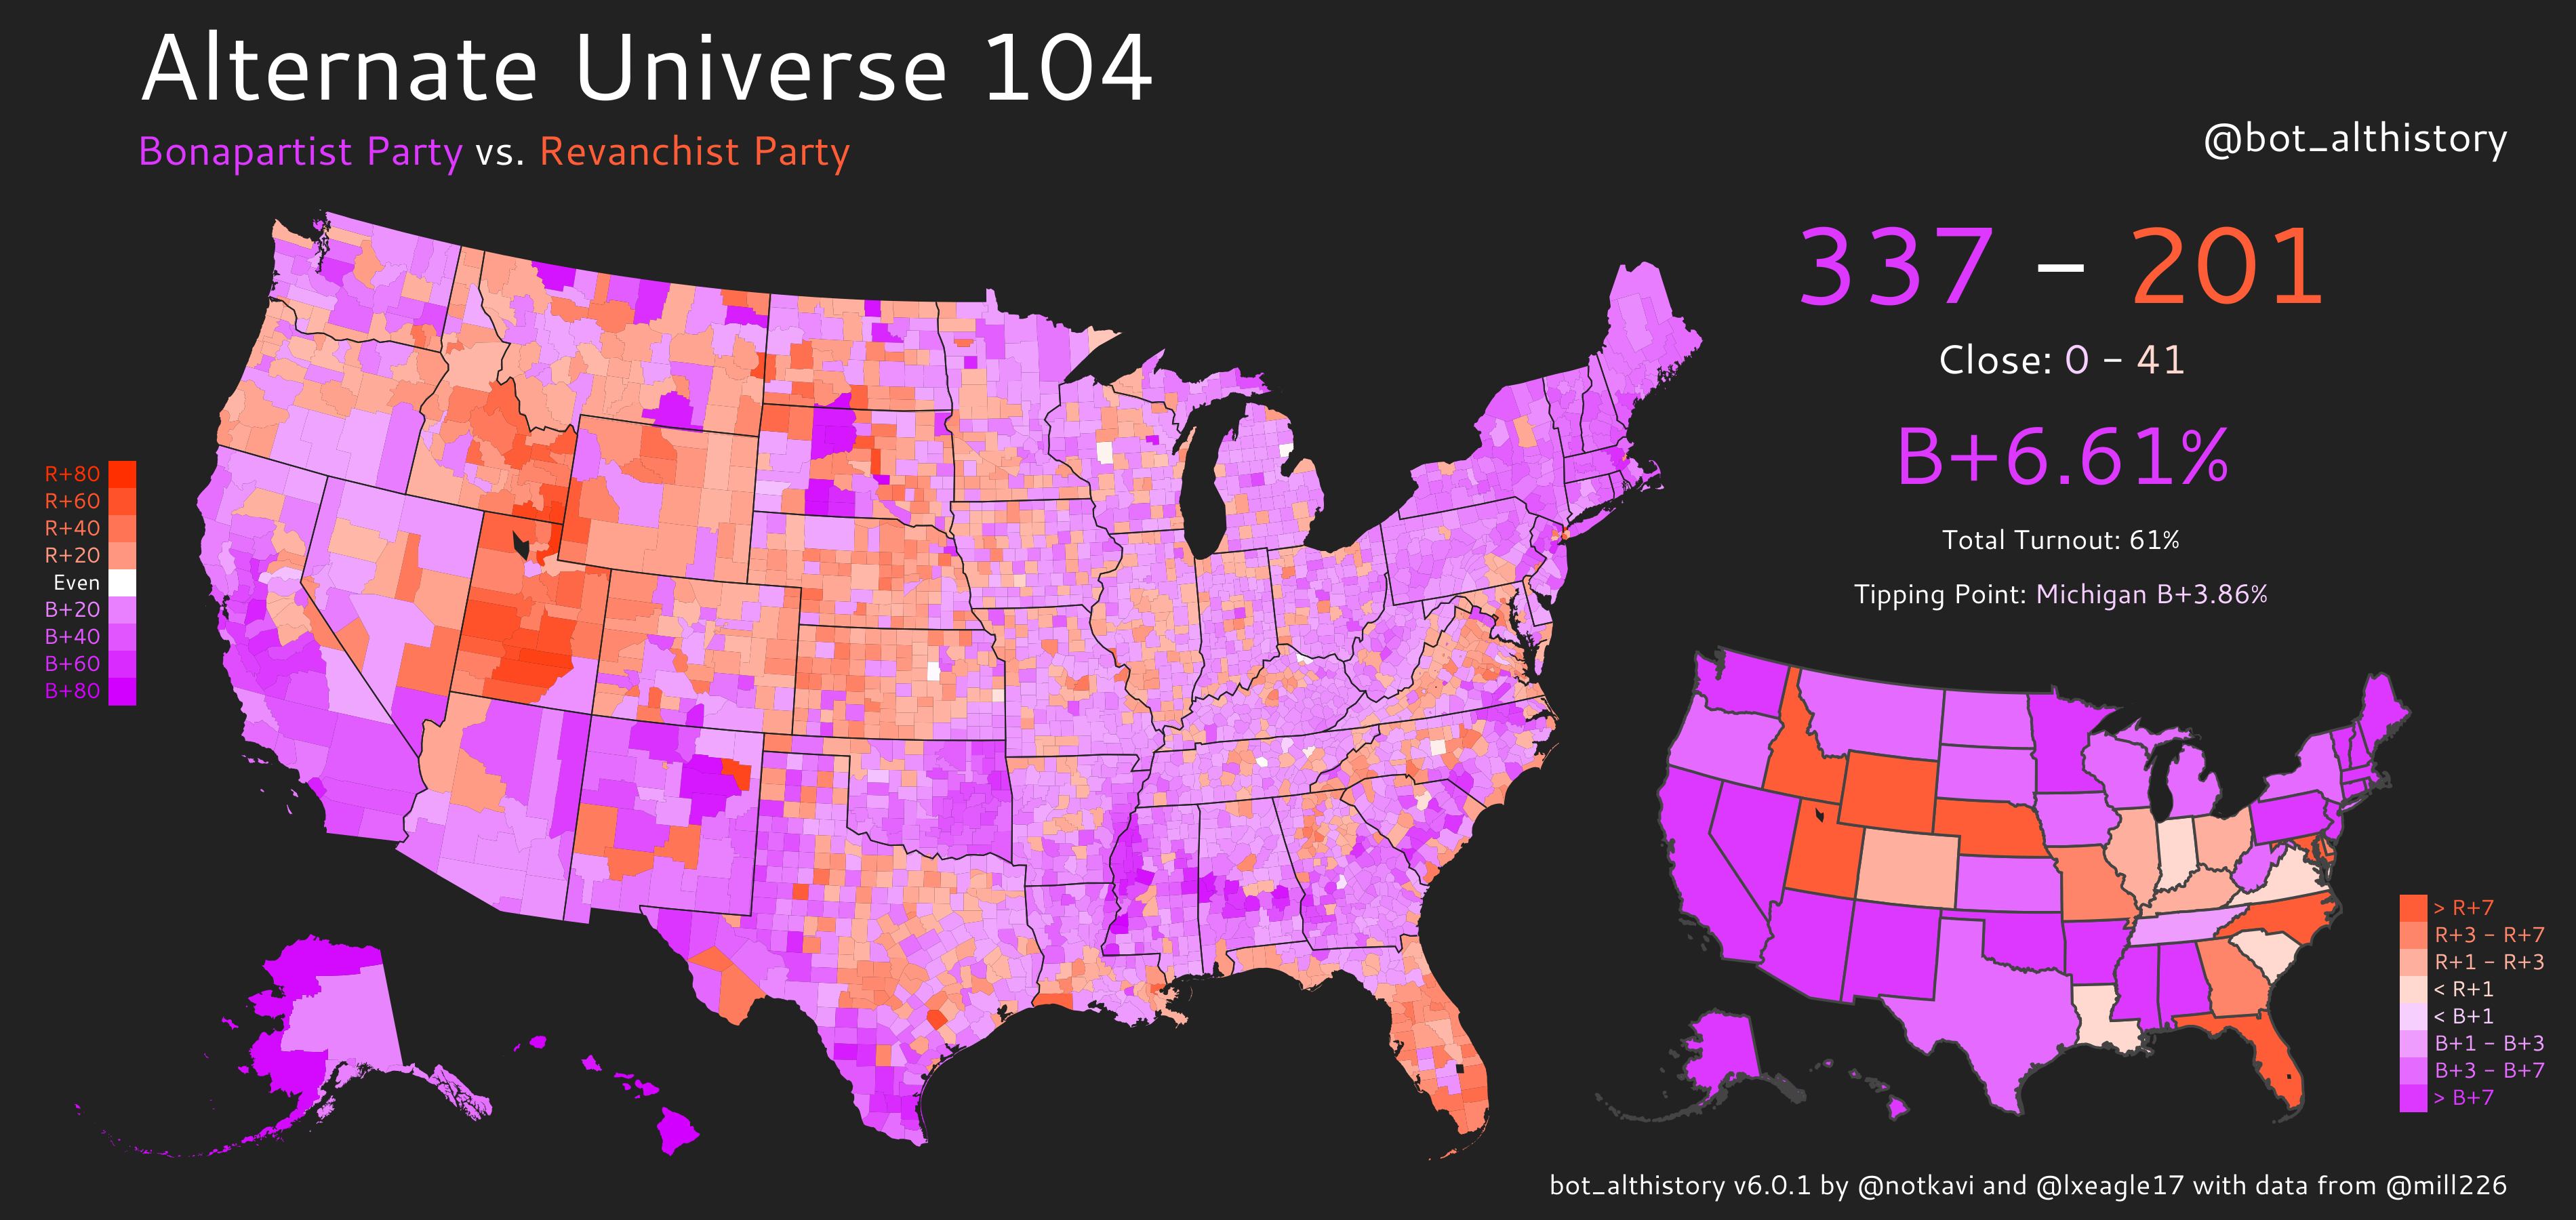 Alternate Universe 104
Bonapartist Party vs. Revanchist Party
@bot_althistory
337 – 201
Close: 0 – 41
B+6.61%
Total Turnout: 61%
Tipping Point: Michigan B+3.86%
R+80
R+60
R+40
R+20
Even
B+20
B+40
B+60
B+80
> R+7
R+3 – R+7
R+1 – R+3
< R+1
< B+1
B+1 – B+3
B+3 – B+7
> B+7
bot_althistory v6.0.1 by @notkavi and @lxeagle17 with data from @mill226